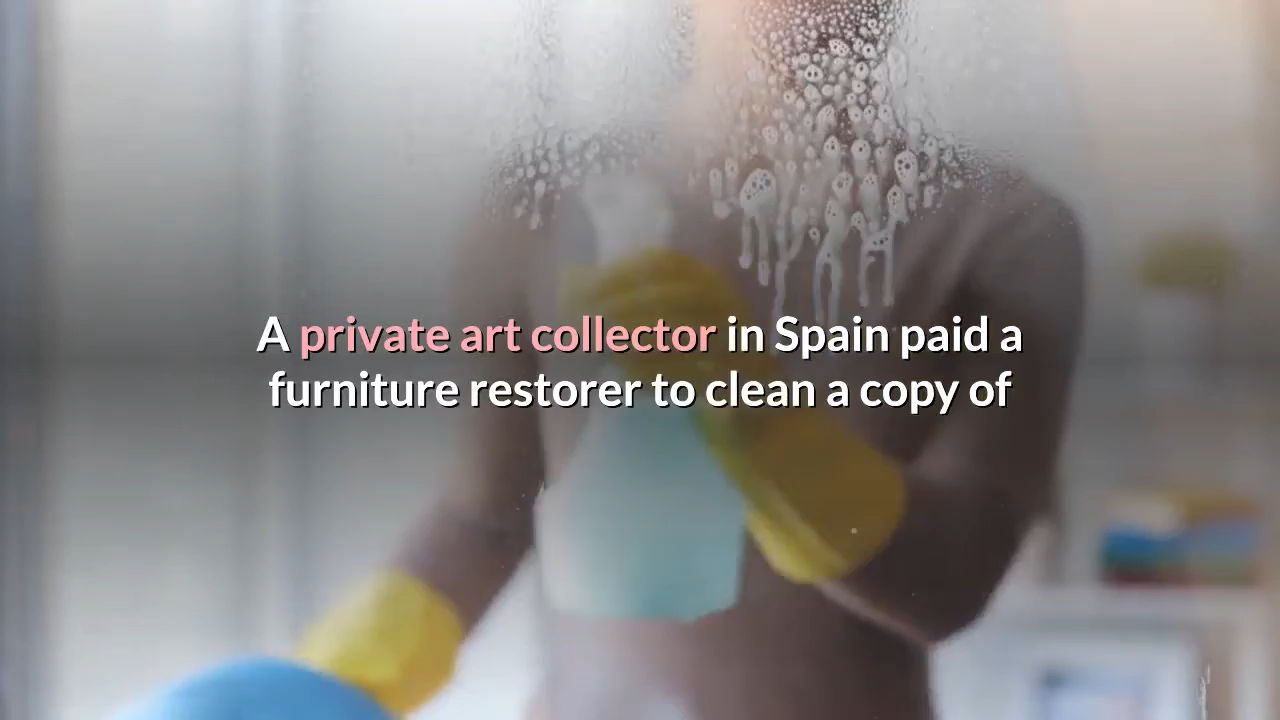 A private art collector in Spain paid a
furniture restorer to clean a copy of